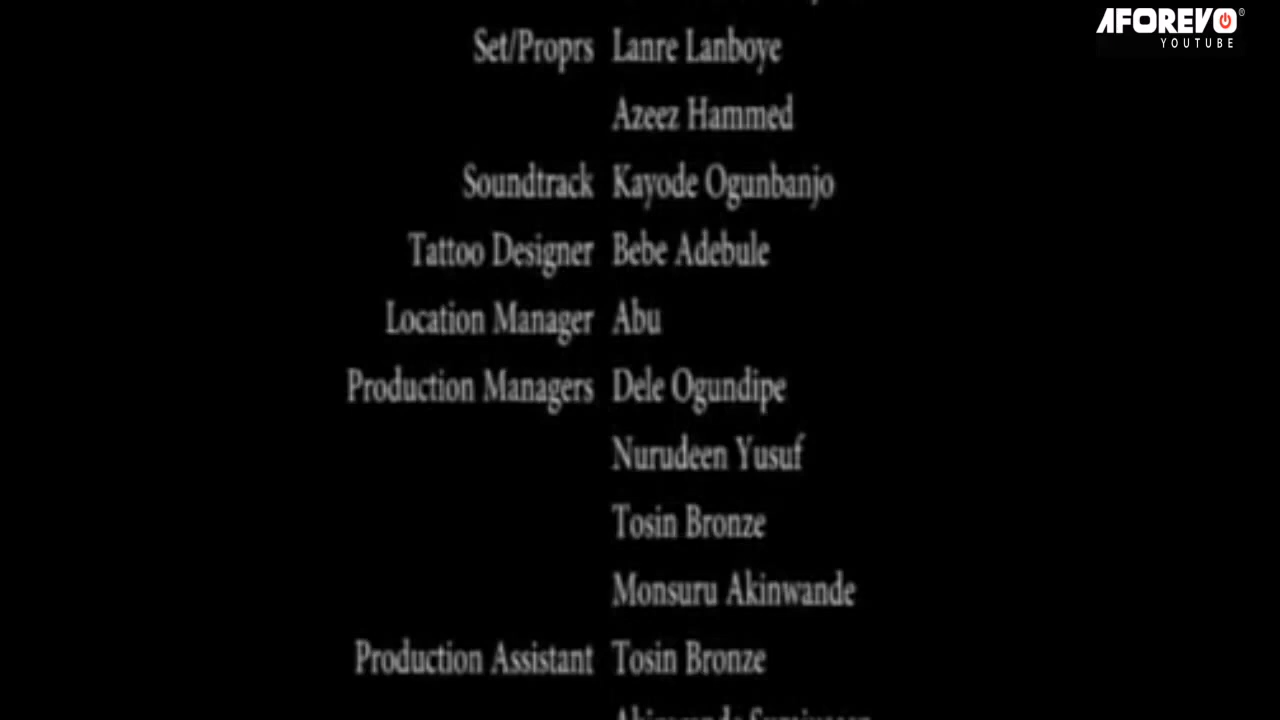 AFOREVO
YOUTUBE
Set/Proprs Lanre Lanboye
Azeez Hammed
Soundtrack Kayode Ogunbanjo
Tattoo Designer Bebe Adebule
Location Manager Abu
Production Managers Dele Ogundipe
Nurudeen Yusuf
Tosin Bronze
Monsuru Akinwande
Production Assistant Tosin Bronze